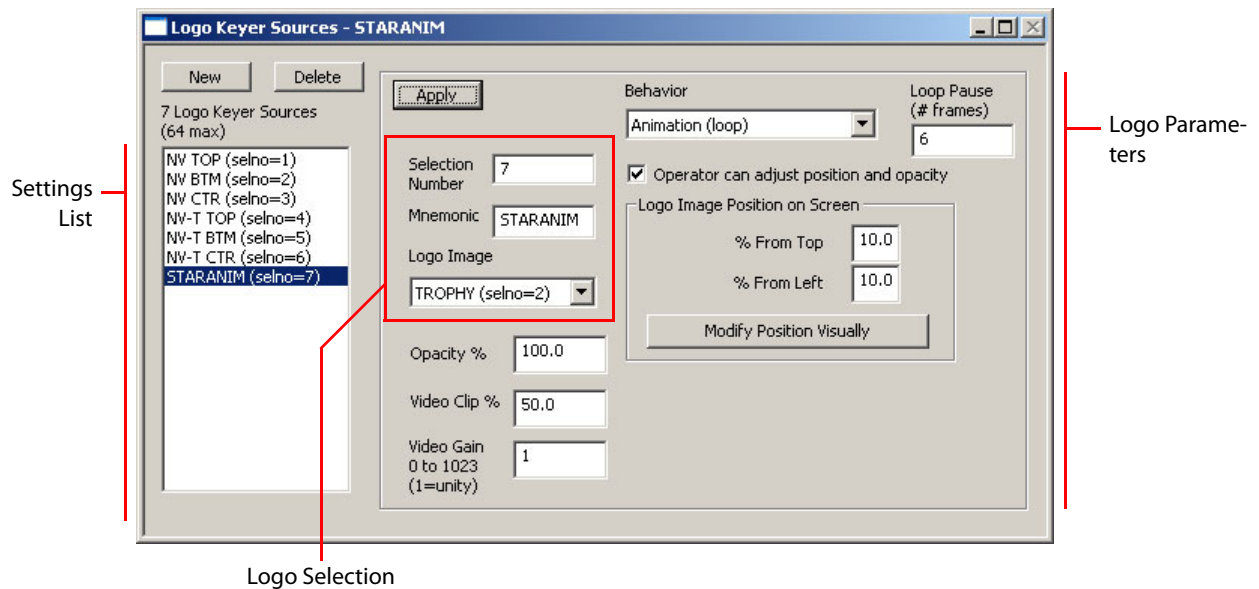 Logo Keyer Sources - STARANIM
New
Delete
7 Logo Keyer Sources
(64 max)
NV TOP (selno=1)
NV BTM (selno=2)
NV CTR (selno=3)
NV-T TOP (selno=4)
NV-T BTM (selno=5)
NV-T CTR (selno=6)
STARANIM (selno=7)
Apply
Selection
Number
7
Mnemonic
STARANIM
Logo Image
TROPHY (selno=2)
Opacity %
100.0
Video Clip %
50.0
Video Gain
0 to 1023
(1=unity)
1
Behavior
Animation (loop)
Loop Pause
(# frames)
6
Operator can adjust position and opacity
Logo Image Position on Screen
% From Top
10.0
% From Left
10.0
Modify Position Visually
Settings
List
Logo Parame-
ters
Logo Selection